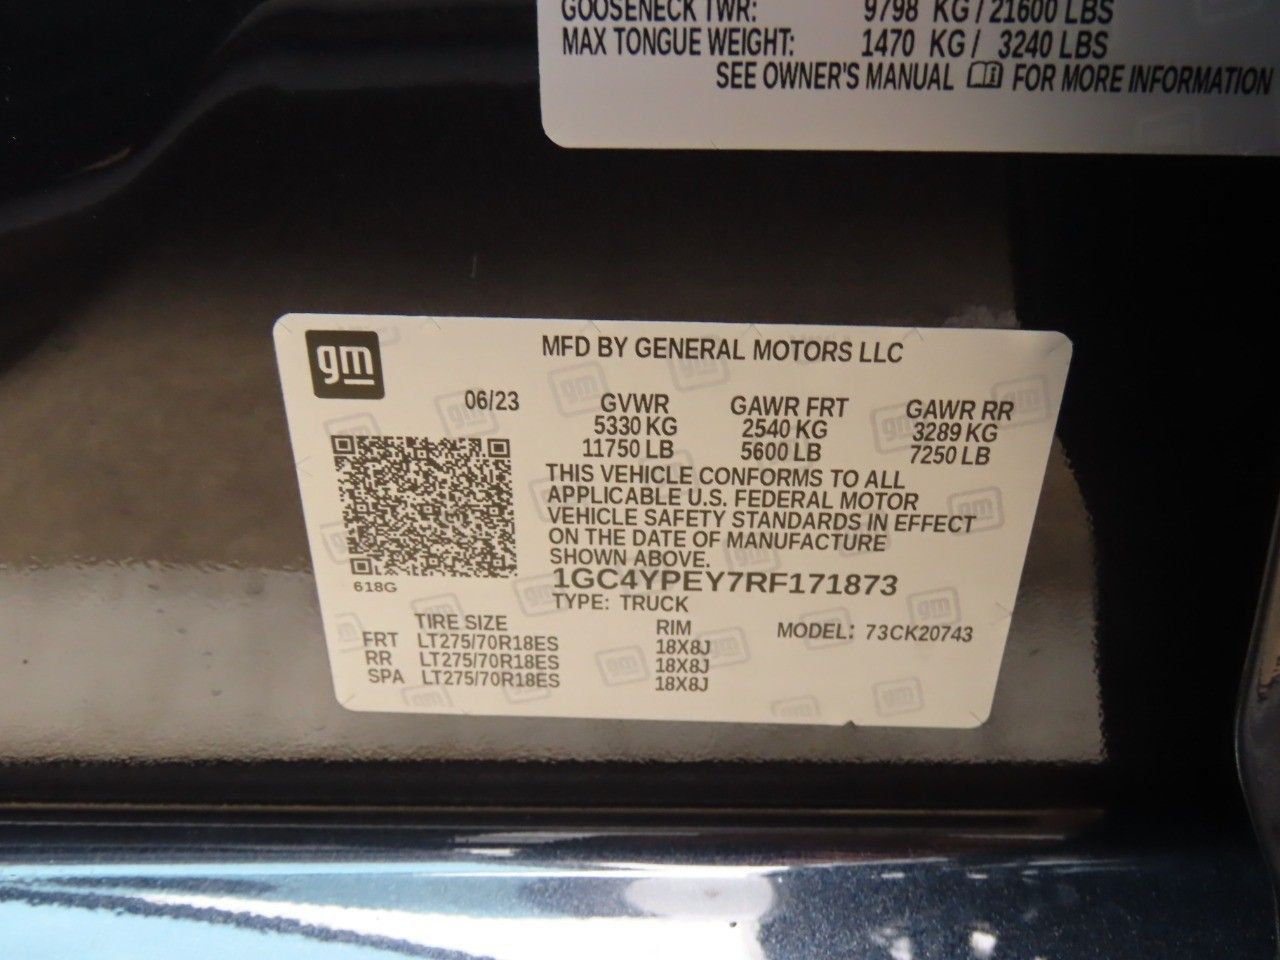 GOOSENECK TWR: 9798 KG/21600 LBS
MAX TONGUE WEIGHT: 1470 KG/ 3240 LBS
SEE OWNER'S MANUAL FOR MORE INFORMATION
gm
MFD BY GENERAL MOTORS LLC
06/23 GVWR GAWR FRT GAWR RR
5330 KG 2540 KG 3289 KG
11750 LB 5600 LB 7250 LB
THIS VEHICLE CONFORMS TO ALL
APPLICABLE U.S. FEDERAL MOTOR
VEHICLE SAFETY STANDARDS IN EFFECT
ON THE DATE OF MANUFACTURE
SHOWN ABOVE.
618G
1GC4YPEY7RF171873
TYPE: TRUCK
TIRE SIZE RIM MODEL: 73CK20743
FRT LT275/70R18ES 18X8J
RR LT275/70R18ES 18X8J
SPA LT275/70R18ES 18X8J